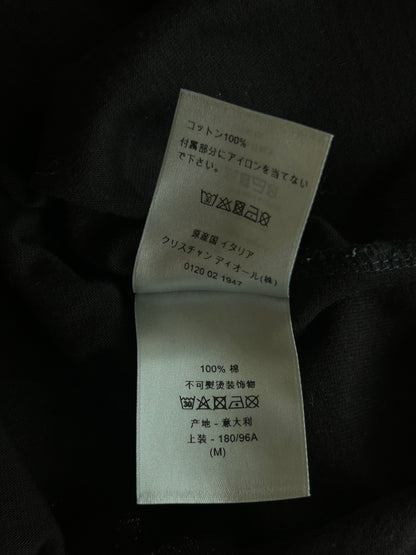 コットン100%
付属部分にアイロンを当てない
で下さい。
原産国 イタリア
クリスチャン ディオール(株)
0120 02 1947
100% 棉
不可熨烫装饰物
产地 - 意大利
上装 - 180/96A
(M)